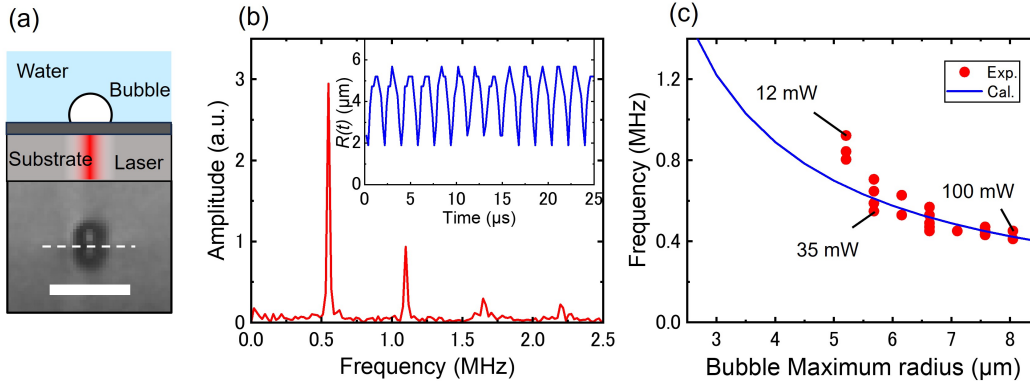 (a)
Water
Bubble
Substrate
Laser
(b)
Amplitude (a.u.)
3
2
1
0
0.0
0.5
1.0
1.5
2.0
2.5
Frequency (MHz)
R(t) (μm)
6
4
2
0
0
5
10
15
20
25
Time (μs)
(c)
Frequency (MHz)
1.2
0.8
0.4
0.0
3
4
5
6
7
8
Bubble Maximum radius (μm)
12 mW
35 mW
100 mW
Exp.
Cal.